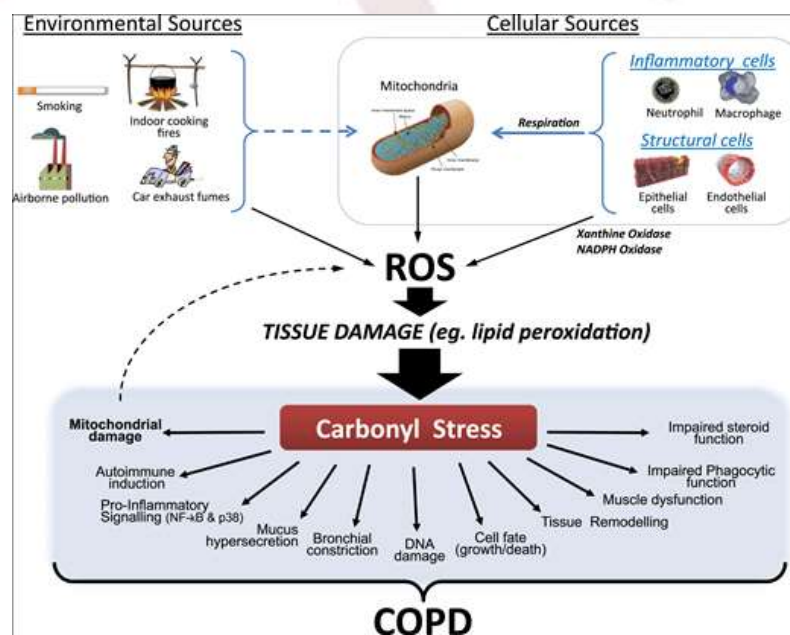 Environmental Sources
Cellular Sources
Smoking
Indoor cooking
fires
Airborne pollution
Car exhaust fumes
Mitochondria
Respiration
Inflammatory cells
Neutrophil
Macrophage
Structural cells
Epithelial
cells
Endothelial
cells
Xanthine Oxidase
NADPH Oxidase
ROS
TISSUE DAMAGE (eg. lipid peroxidation)
Carbonyl Stress
Mitochondrial
damage
Autoimmune
induction
Pro-Inflammatory
Signalling (NF-κB & p38)
Mucus
hypersecretion
Bronchial
constriction
DNA
damage
Cell fate
(growth/death)
Tissue Remodelling
Muscle dysfunction
Impaired Phagocytic
function
Impaired steroid
function
COPD